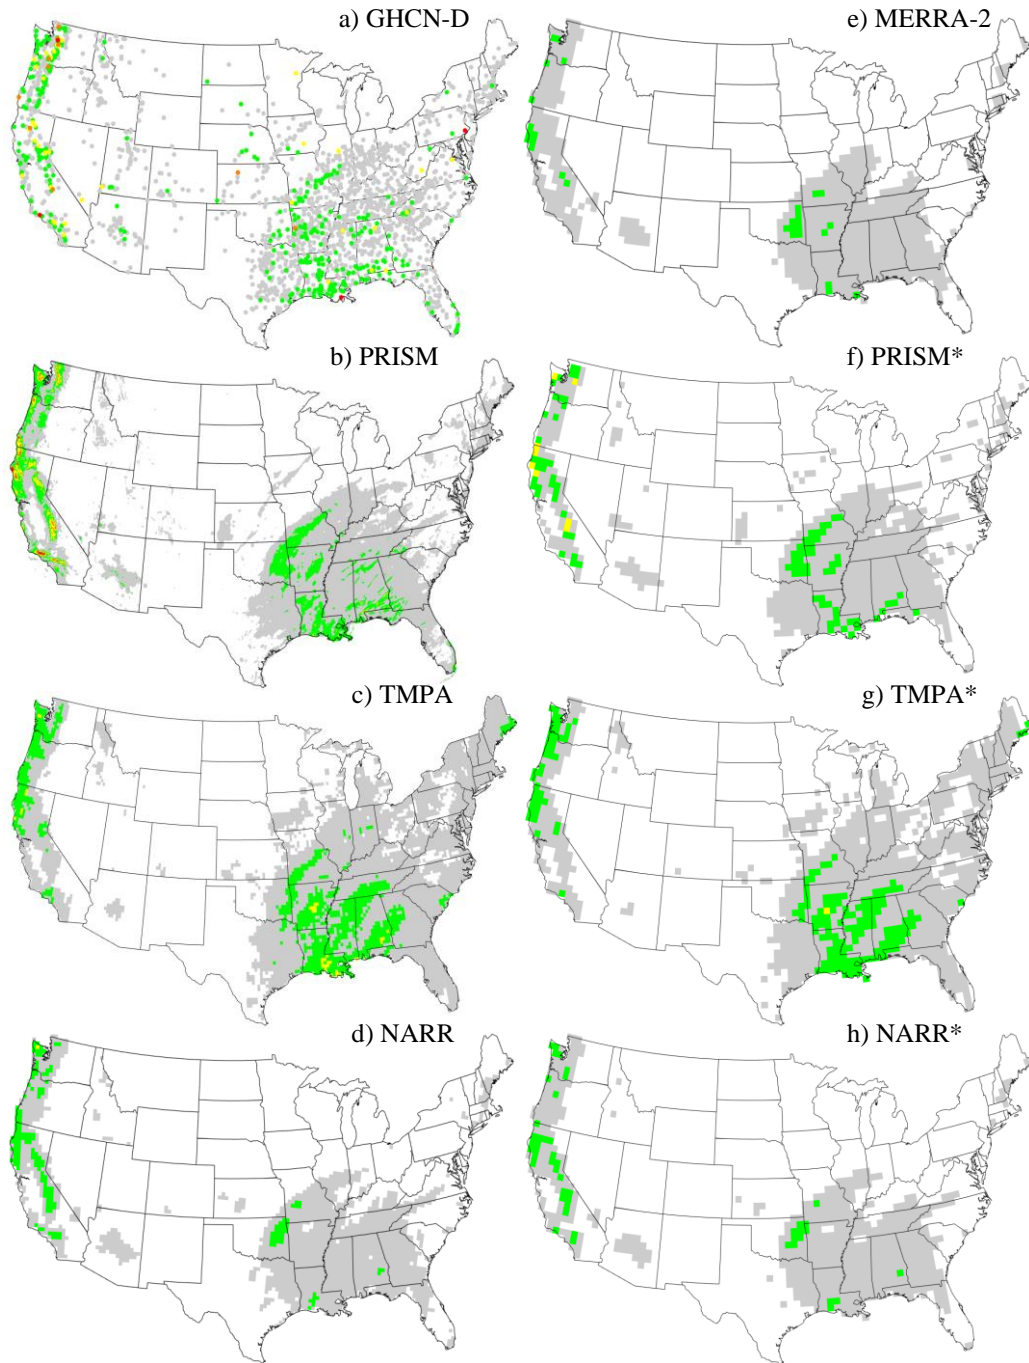 a) GHCN-D
e) MERRA-2
b) PRISM
f) PRISM*
c) TMPA
g) TMPA*
d) NARR
h) NARR*